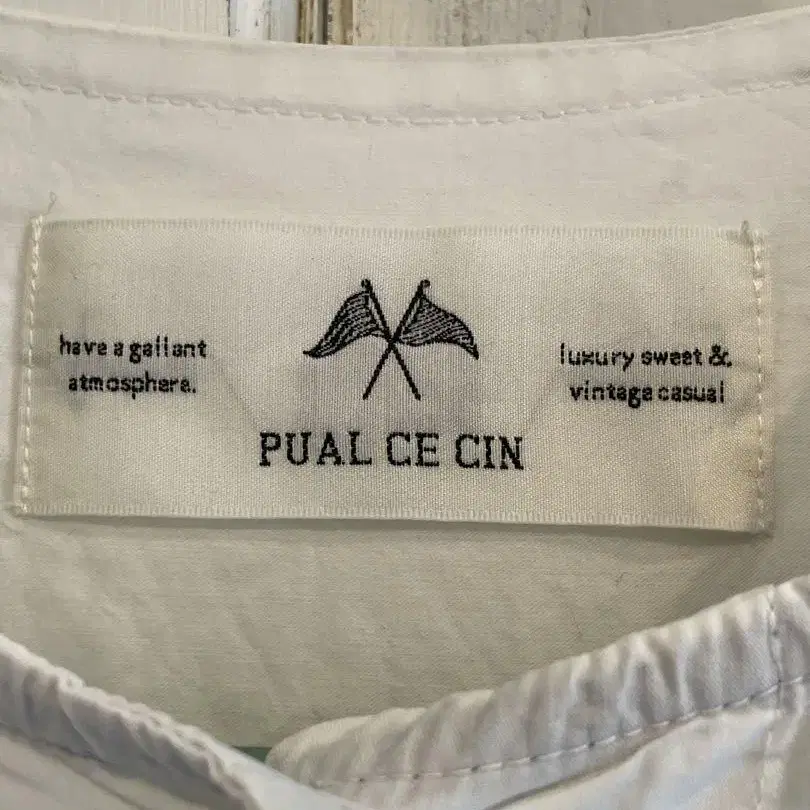 have a gallant
atmosphere.
luxury sweet &
vintage casual
PUAL CE CIN